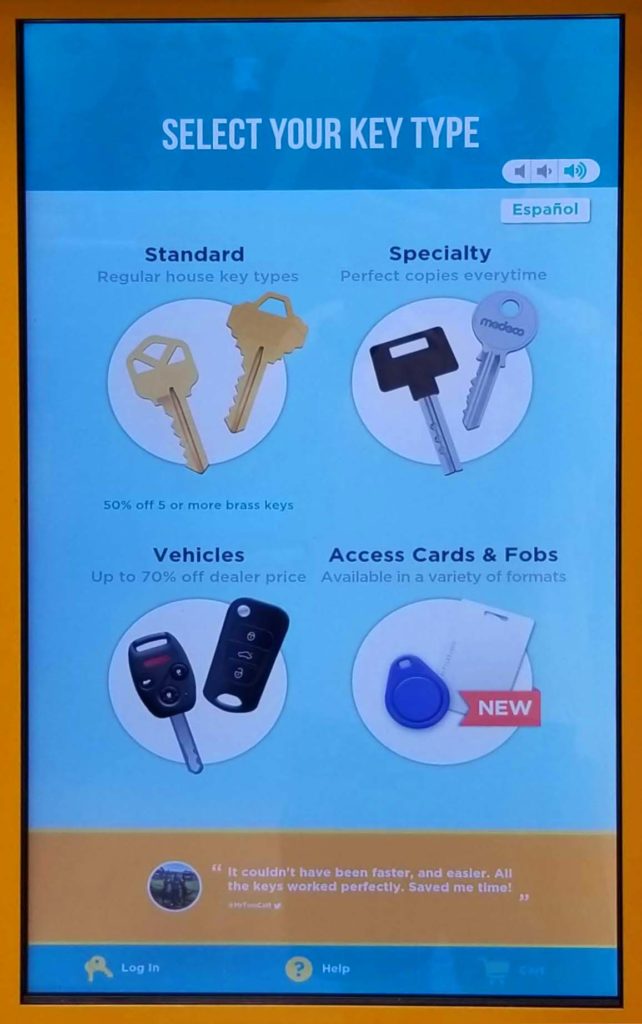 SELECT YOUR KEY TYPE
Español
Standard
Regular house key types
Specialty
Perfect copies everytime
medeco
50% off 5 or more brass keys
Vehicles
Up to 70% off dealer price
Access Cards & Fobs
Available in a variety of formats
NEW
“ It couldn't have been faster, and easier. All
the keys worked perfectly. Saved me time! ”
Log In
? Help
Cart